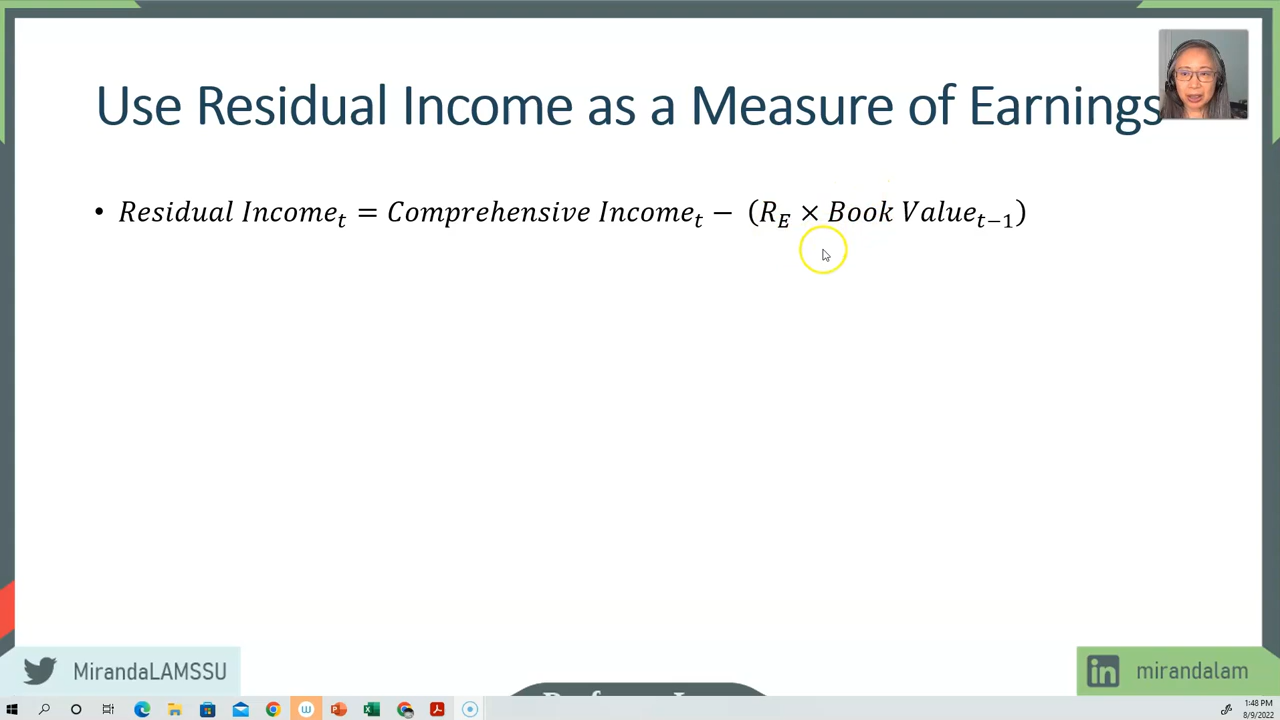 Use Residual Income as a Measure of Earnings
• Residual Income_t = Comprehensive Income_t − (R_E × Book Value_{t−1})
MirandaLAMSSU
mirandalam
1:48 PM
8/9/2022